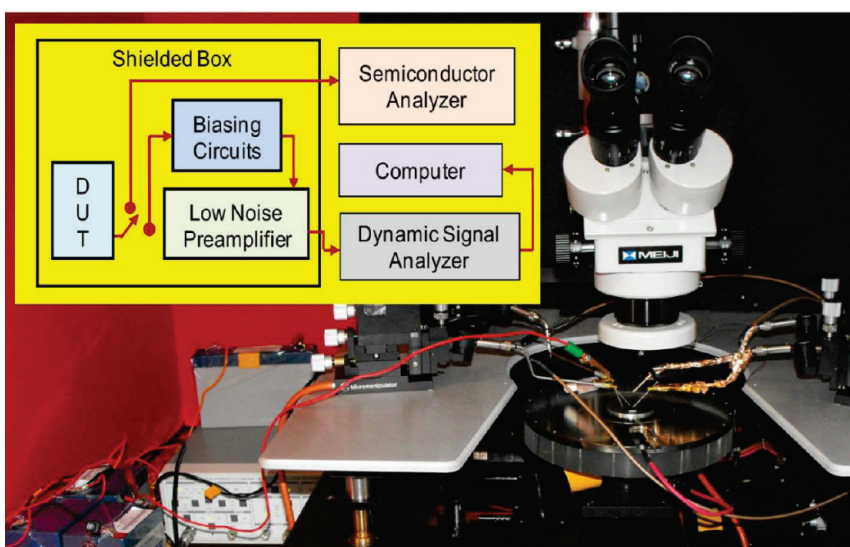 Shielded Box
Semiconductor
Analyzer
Biasing
Circuits
Computer
D
U
T
Low Noise
Preamplifier
Dynamic Signal
Analyzer
MEIJI
Micromanipulator